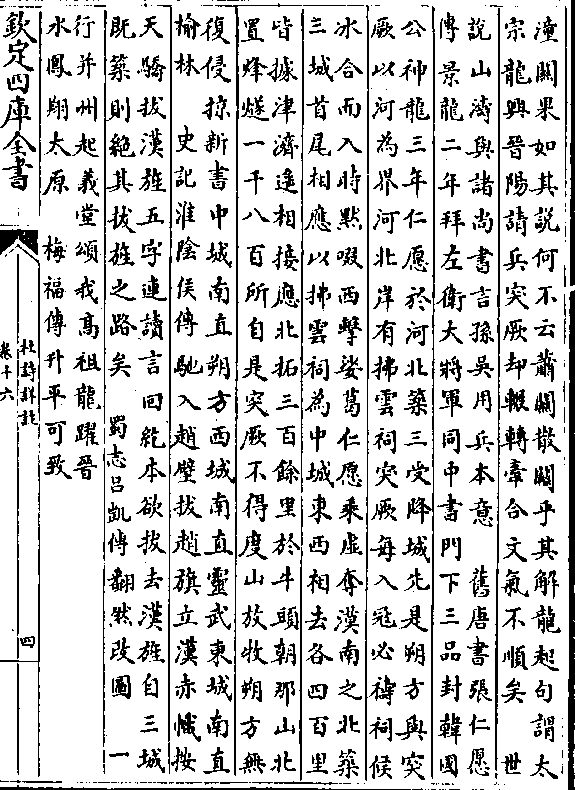 潼關果如其說何不云蕭關散關乎其解龍起句謂太
宗龍興晉陽請兵突厥却輾轉牽合文氣不順矣　世
說山濤與諸尚書言孫吳用兵本意　舊唐書張仁愿
傳景龍二年拜左衛大將軍同中書門下三品封韓國
公神龍三年仁愿於河北築三受降城先是朔方與突
厥以河為界河北岸有拂雲祠突厥每入寇必禱祠候
冰合而入時黙啜西擊娑葛仁愿乘虛奪漢南之北築
三城首尾相應以拂雲祠為中城東西相去各四百里
皆據津濟遥相接應北拓三百餘里於牛頭朝那山北
置烽燧一千八百所自是突厥不得度山放牧朔方無
復侵掠新書中城南直朔方西城南直靈武東城南直
榆林　史記淮陰侯傳馳入趙壁拔趙旗立漢赤幟按
天驕拔漢旌五字連讀言回紇本欲拔去漢旌自三城
既築則絶其拔旌之路矣　蜀志吕凱傳翻然改圖　一
行并州起義堂頌我高祖龍躍晉
水鳳翔太原　梅福傳升平可致
欽定四庫全書
杜詩詳註
卷十六
四